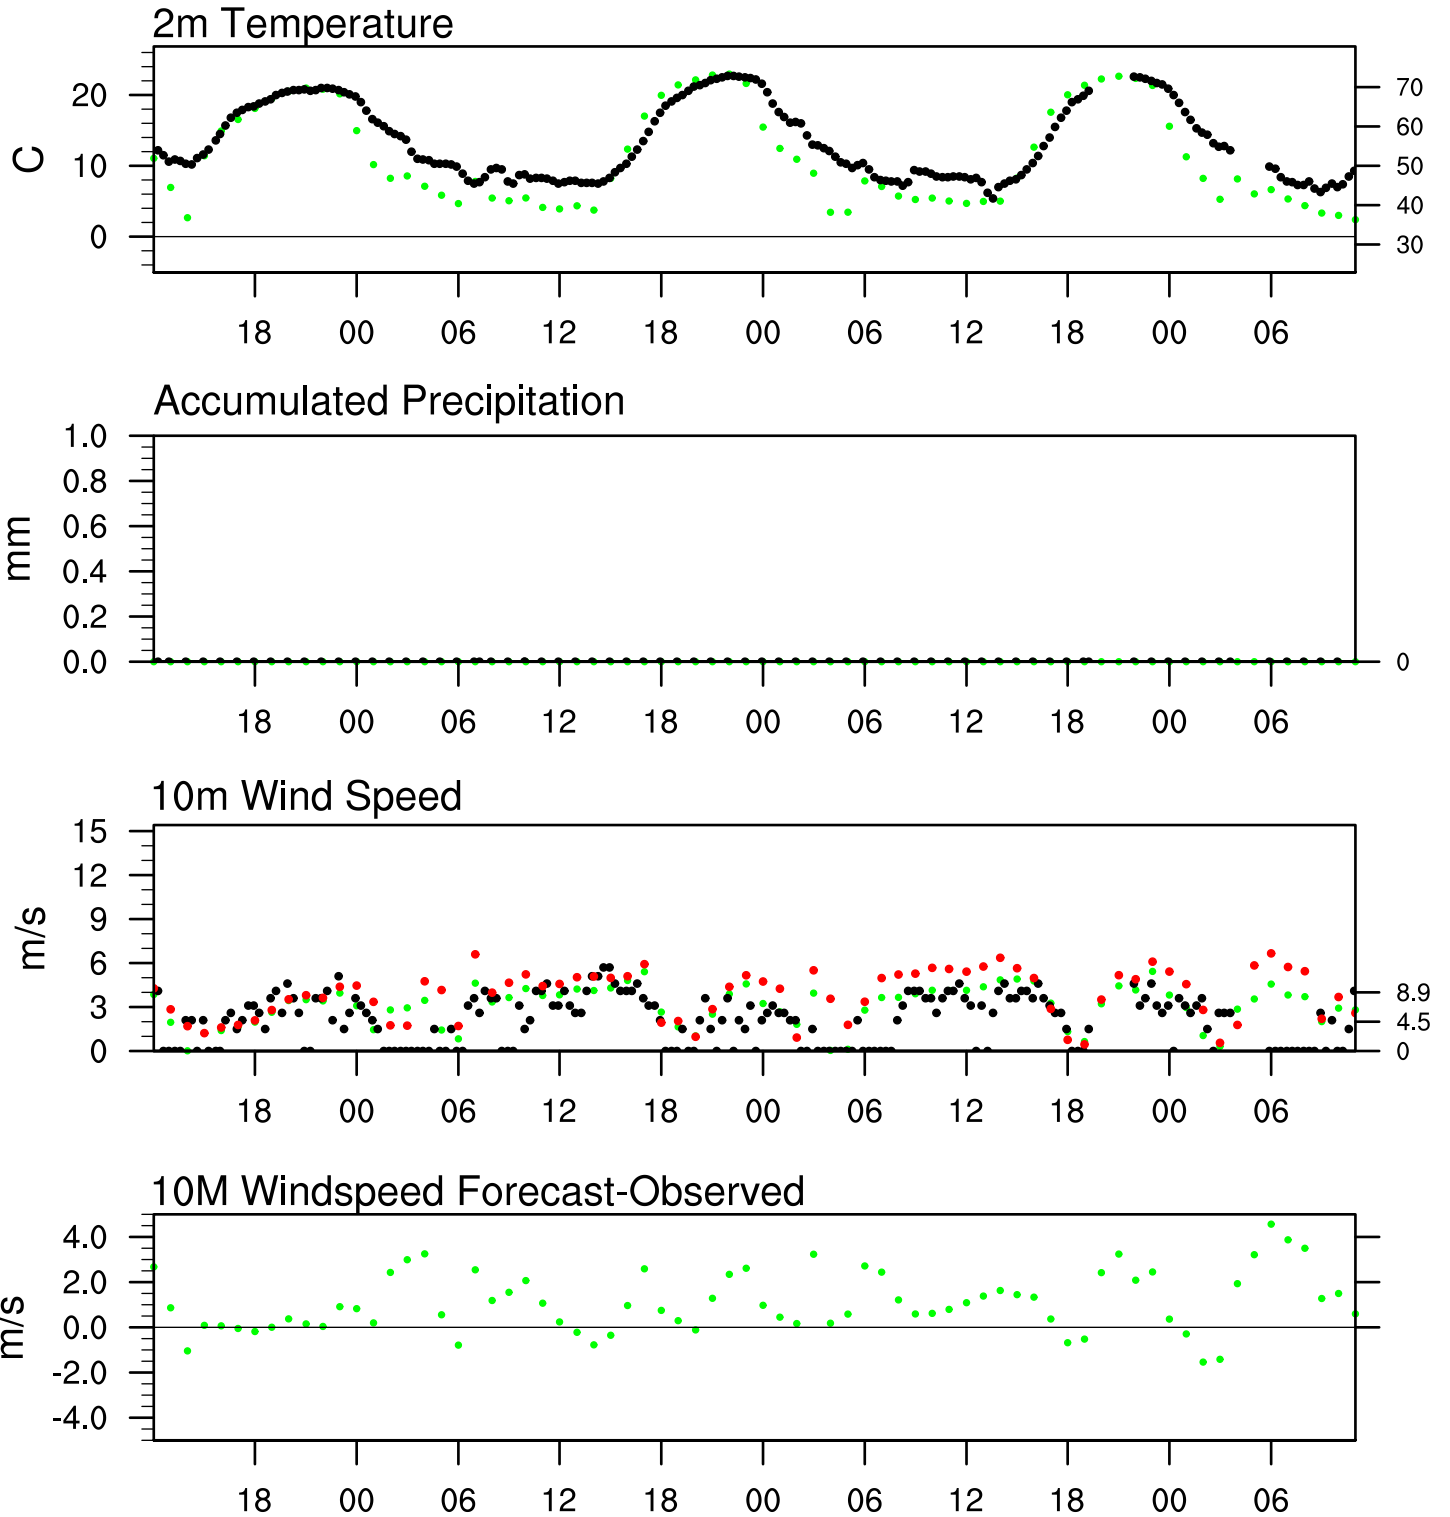 2m Temperature
C
20
10
0
70
60
50
40
30
18 00 06 12 18 00 06 12 18 00 06
Accumulated Precipitation
mm
1.0
0.8
0.6
0.4
0.2
0.0
0
18 00 06 12 18 00 06 12 18 00 06
10m Wind Speed
m/s
15
12
9
6
3
0
8.9
4.5
0
18 00 06 12 18 00 06 12 18 00 06
10M Windspeed Forecast-Observed
m/s
4.0
2.0
0.0
-2.0
-4.0
18 00 06 12 18 00 06 12 18 00 06